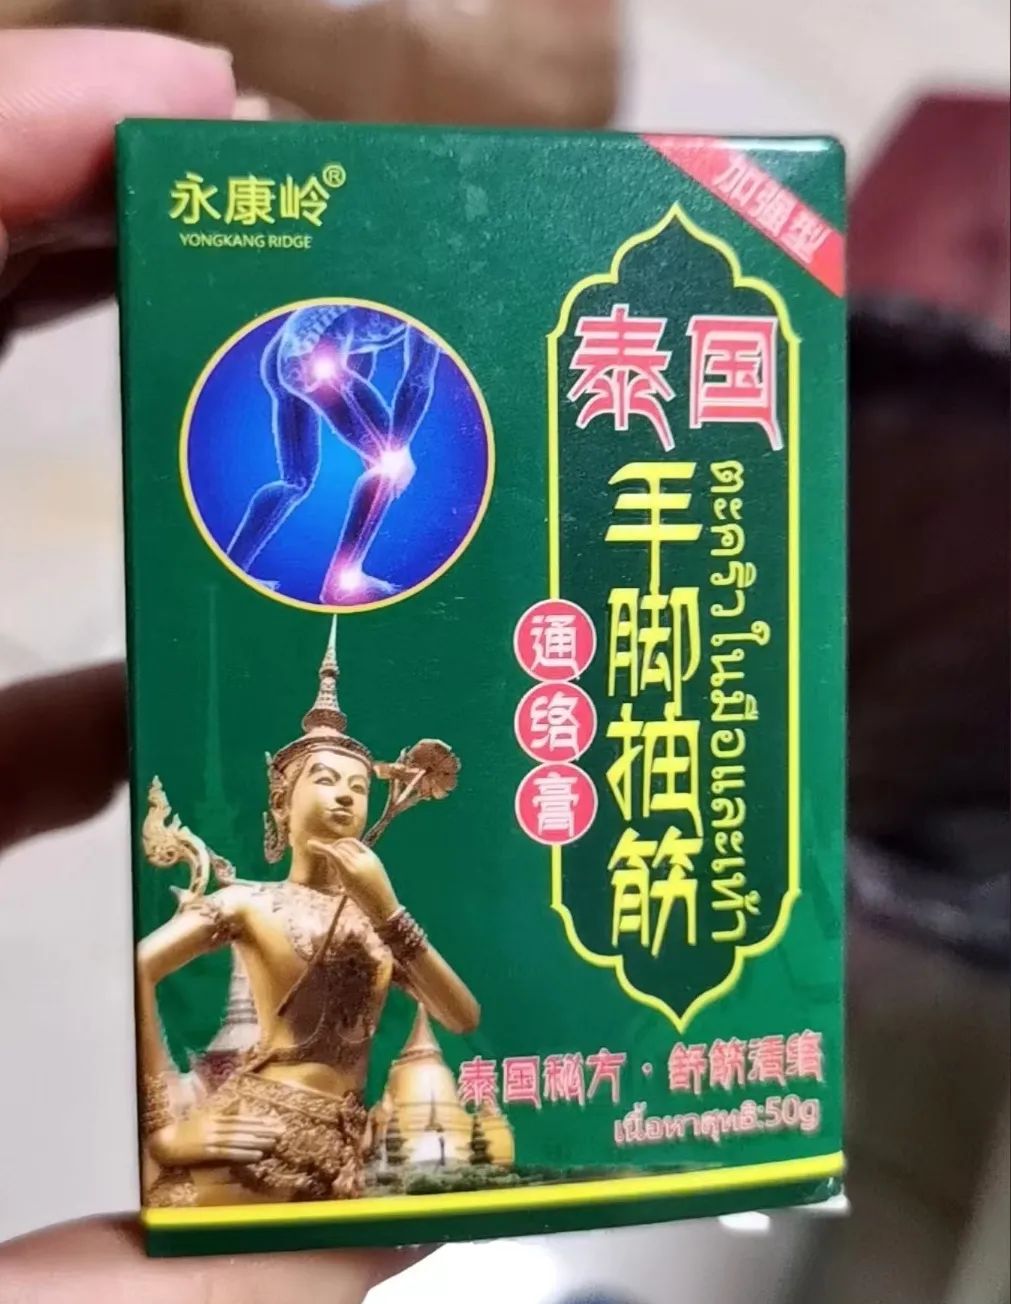 永康岭®
YONGKANG RIDGE
加强型
泰国
手脚抽筋
ตะคริวในมือและเท้า
通络膏
泰国秘方·舒筋活络
เนื้อหาสุทธิ:50g